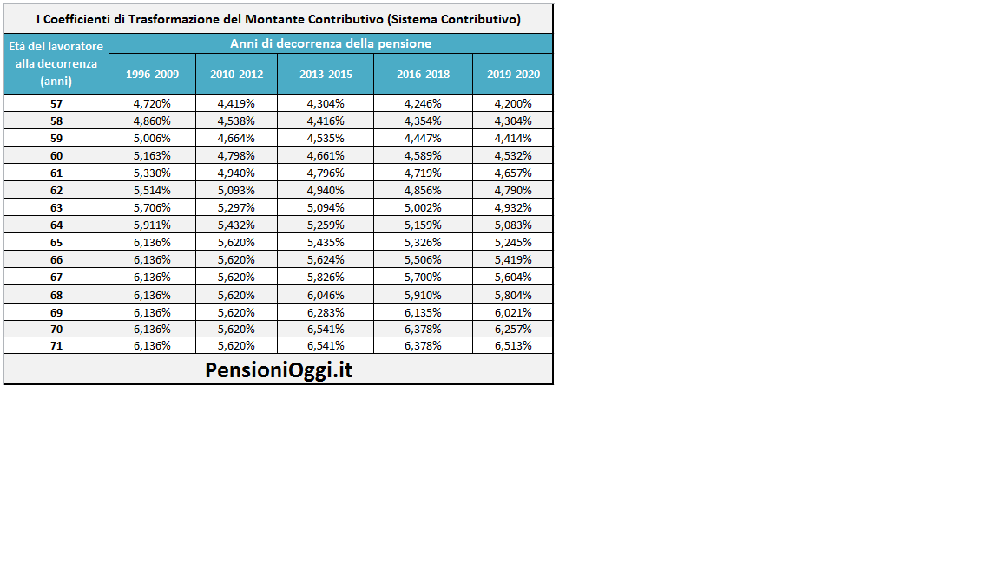 I Coefficienti di Trasformazione del Montante Contributivo (Sistema Contributivo)
Età del lavoratore alla decorrenza (anni) Anni di decorrenza della pensione
1996-2009 2010-2012 2013-2015 2016-2018 2019-2020
57 4,720% 4,419% 4,304% 4,246% 4,200%
58 4,860% 4,538% 4,416% 4,354% 4,304%
59 5,006% 4,664% 4,535% 4,447% 4,414%
60 5,163% 4,798% 4,661% 4,589% 4,532%
61 5,330% 4,940% 4,796% 4,719% 4,657%
62 5,514% 5,093% 4,940% 4,856% 4,790%
63 5,706% 5,297% 5,094% 5,002% 4,932%
64 5,911% 5,432% 5,259% 5,159% 5,083%
65 6,136% 5,620% 5,435% 5,326% 5,245%
66 6,136% 5,620% 5,624% 5,506% 5,419%
67 6,136% 5,620% 5,826% 5,700% 5,604%
68 6,136% 5,620% 6,046% 5,910% 5,804%
69 6,136% 5,620% 6,283% 6,135% 6,021%
70 6,136% 5,620% 6,541% 6,378% 6,257%
71 6,136% 5,620% 6,541% 6,378% 6,513%
PensioniOggi.it